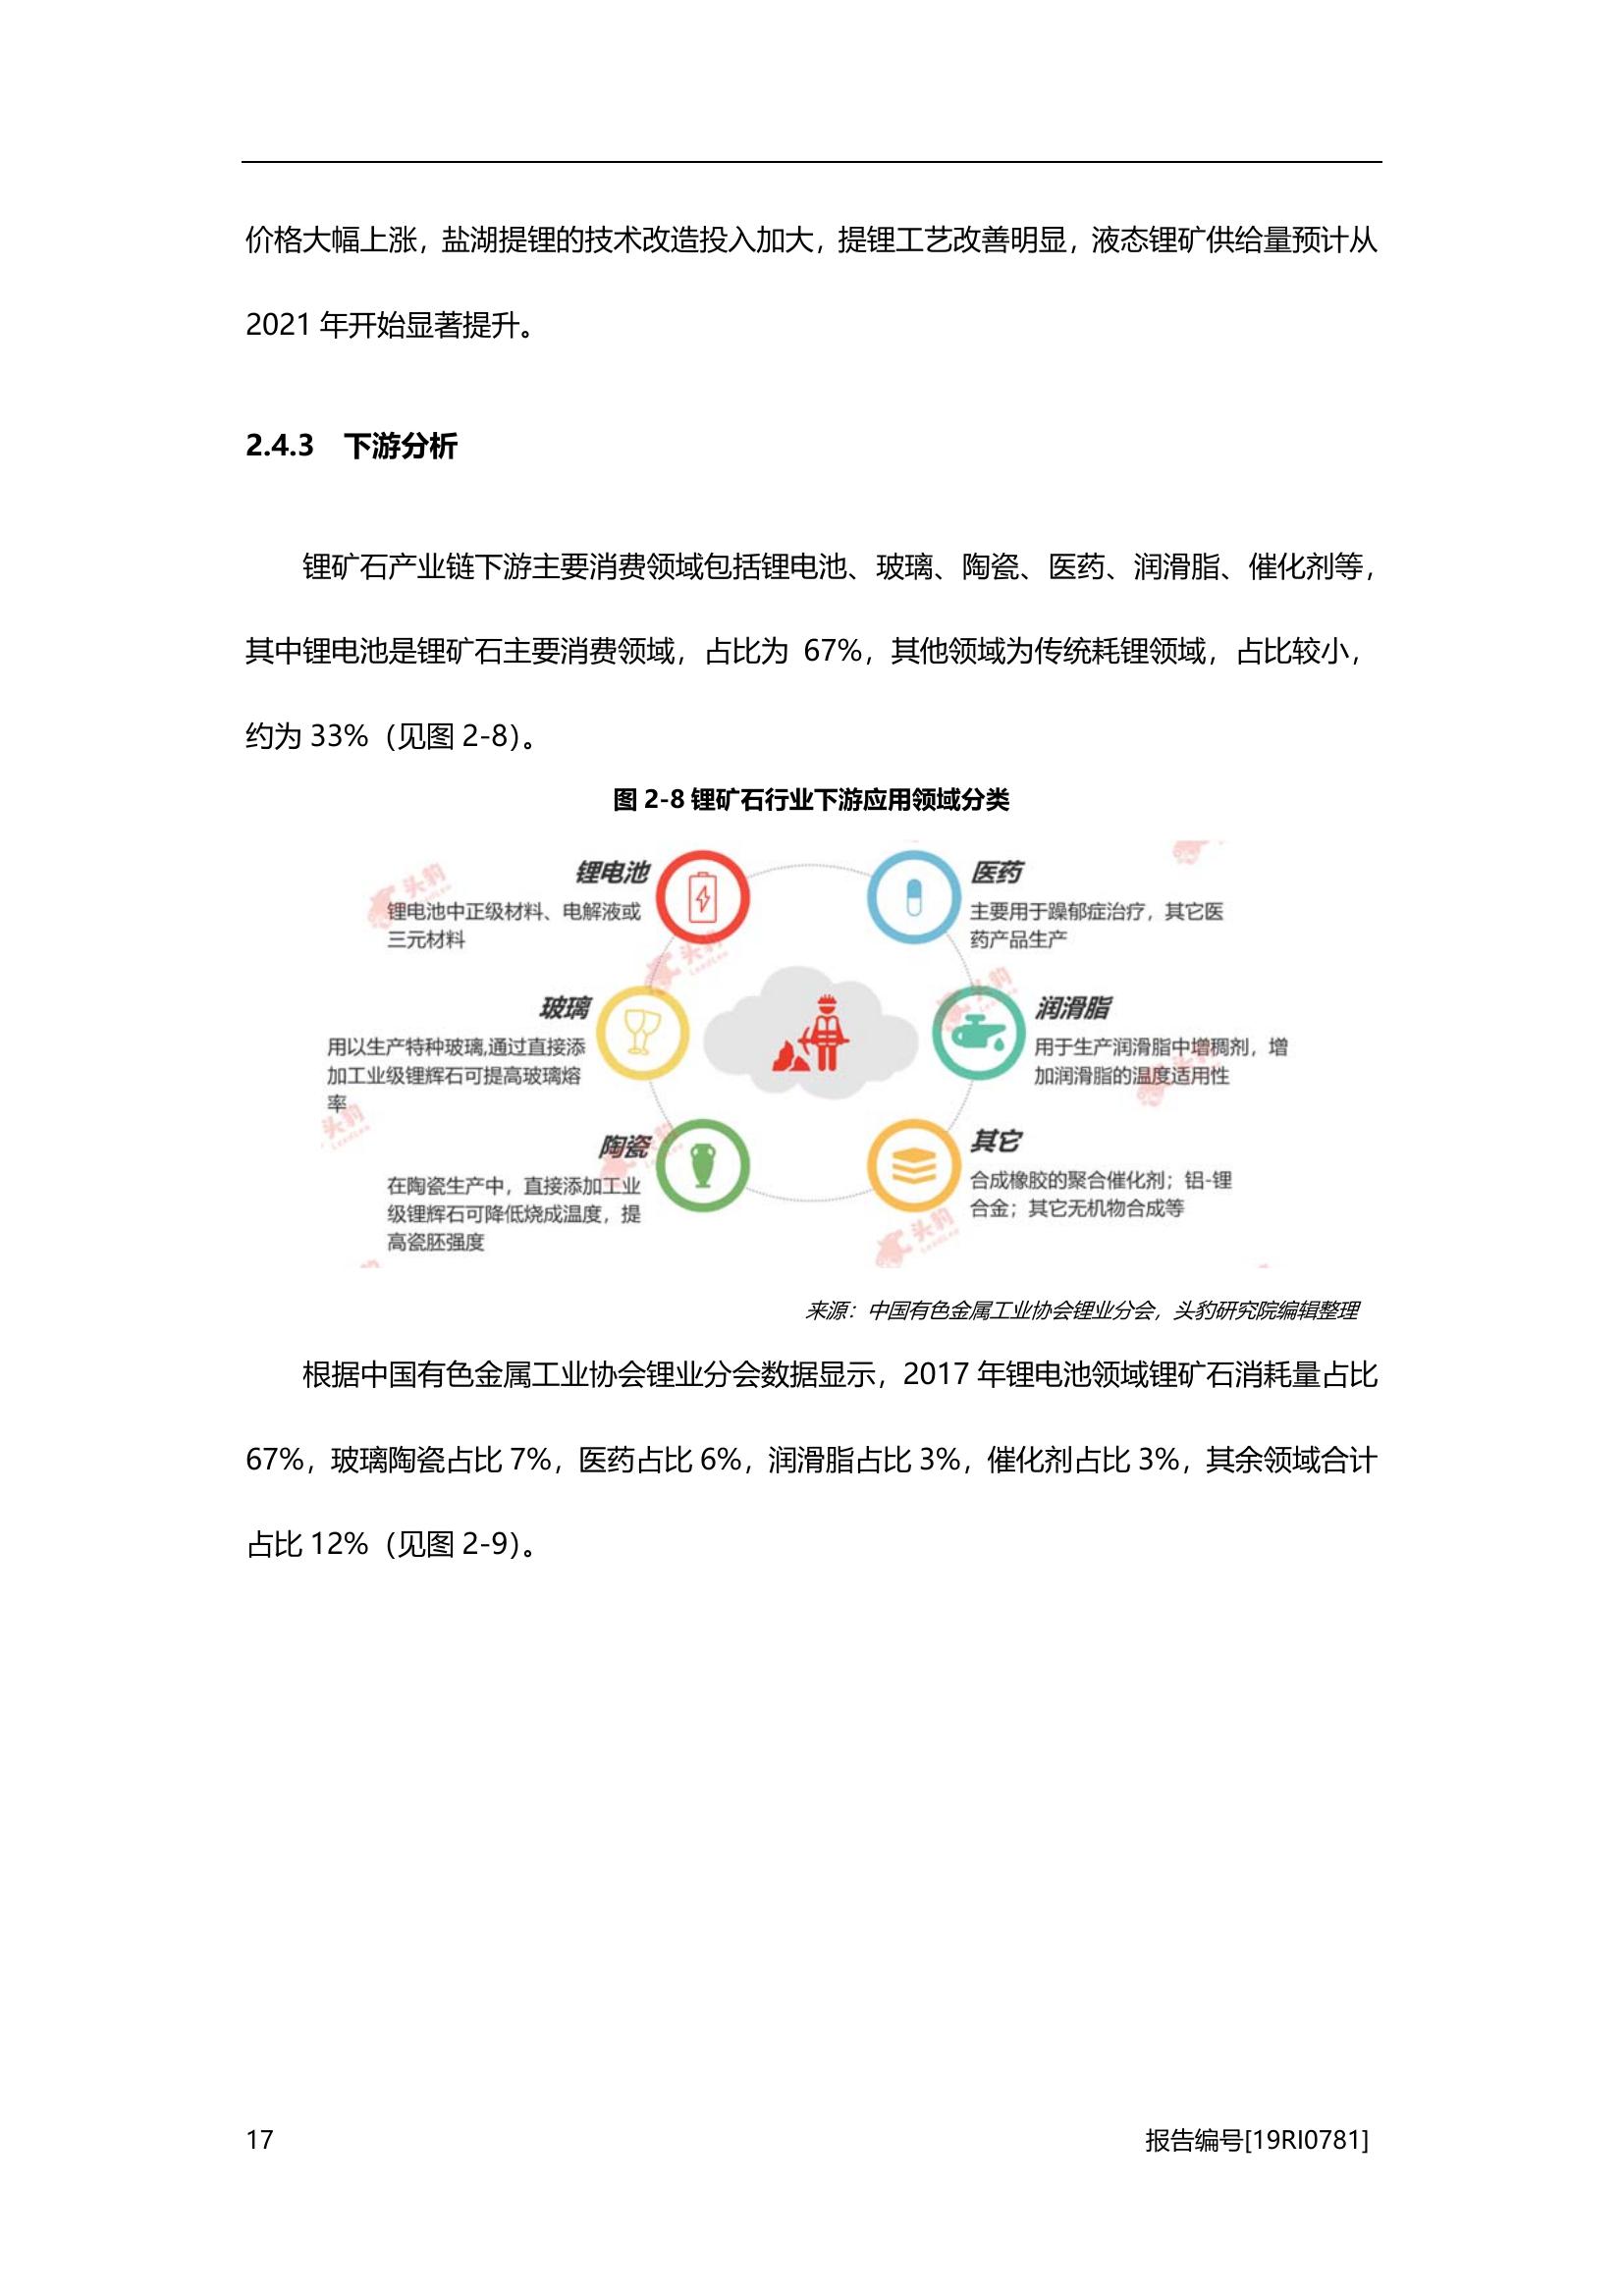 价格大幅上涨，盐湖提锂的技术改造投入加大，提锂工艺改善明显，液态锂矿供给量预计从
2021 年开始显著提升。
2.4.3 下游分析
锂矿石产业链下游主要消费领域包括锂电池、玻璃、陶瓷、医药、润滑脂、催化剂等，
其中锂电池是锂矿石主要消费领域，占比为 67%，其他领域为传统耗锂领域，占比较小，
约为 33%（见图 2-8）。
图 2-8 锂矿石行业下游应用领域分类
锂电池
锂电池中正级材料、电解液或
三元材料
玻璃
用以生产特种玻璃,通过直接添
加工业级锂辉石可提高玻璃熔
率
陶瓷
在陶瓷生产中，直接添加工业
级锂辉石可降低烧成温度，提
高瓷胚强度
医药
主要用于躁郁症治疗，其它医
药产品生产
润滑脂
用于生产润滑脂中增稠剂，增
加润滑脂的温度适用性
其它
合成橡胶的聚合催化剂；铝-锂
合金；其它无机物合成等
头豹
头豹
头豹
头豹
头豹
来源：中国有色金属工业协会锂业分会，头豹研究院编辑整理
根据中国有色金属工业协会锂业分会数据显示，2017 年锂电池领域锂矿石消耗量占比
67%，玻璃陶瓷占比 7%，医药占比 6%，润滑脂占比 3%，催化剂占比 3%，其余领域合计
占比 12%（见图 2-9）。
17
报告编号[19RI0781]